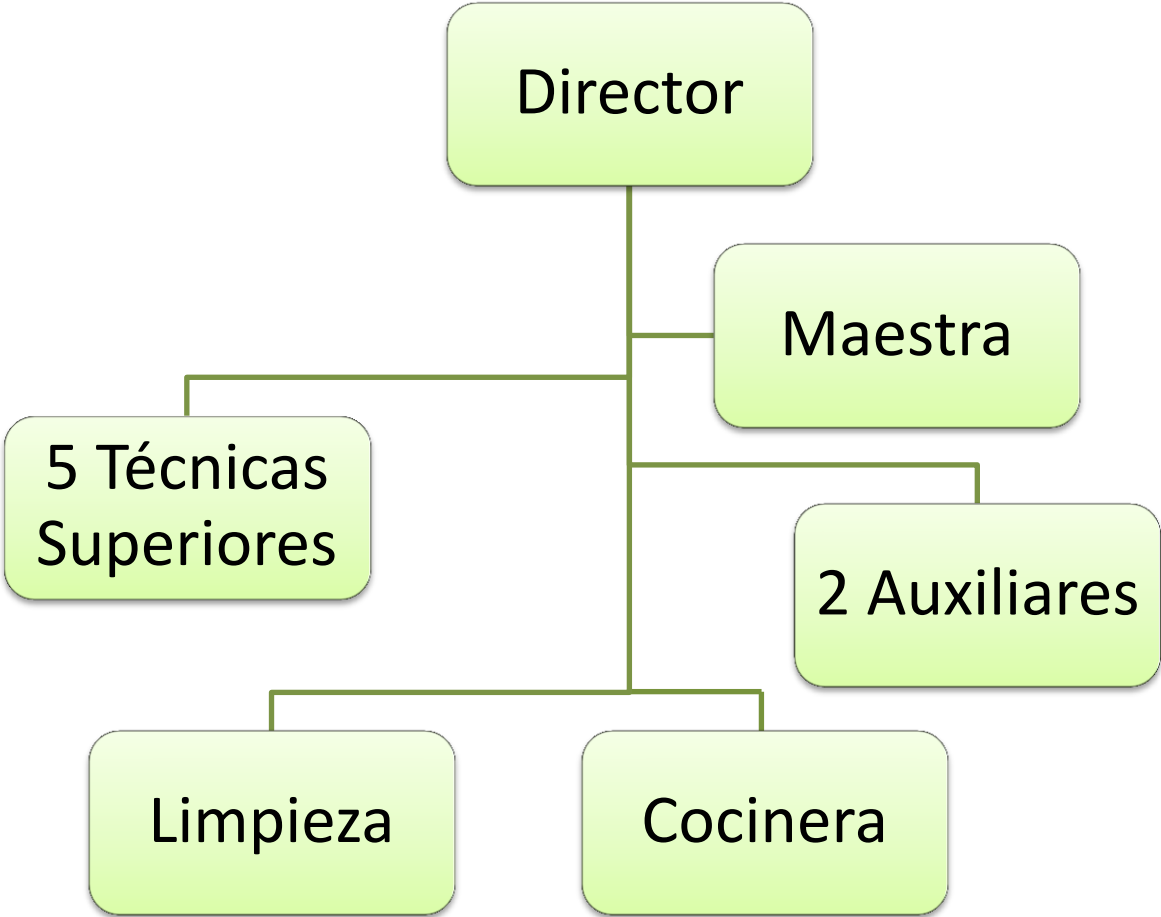 Director
Maestra
5 Técnicas
Superiores
2 Auxiliares
Limpieza
Cocinera